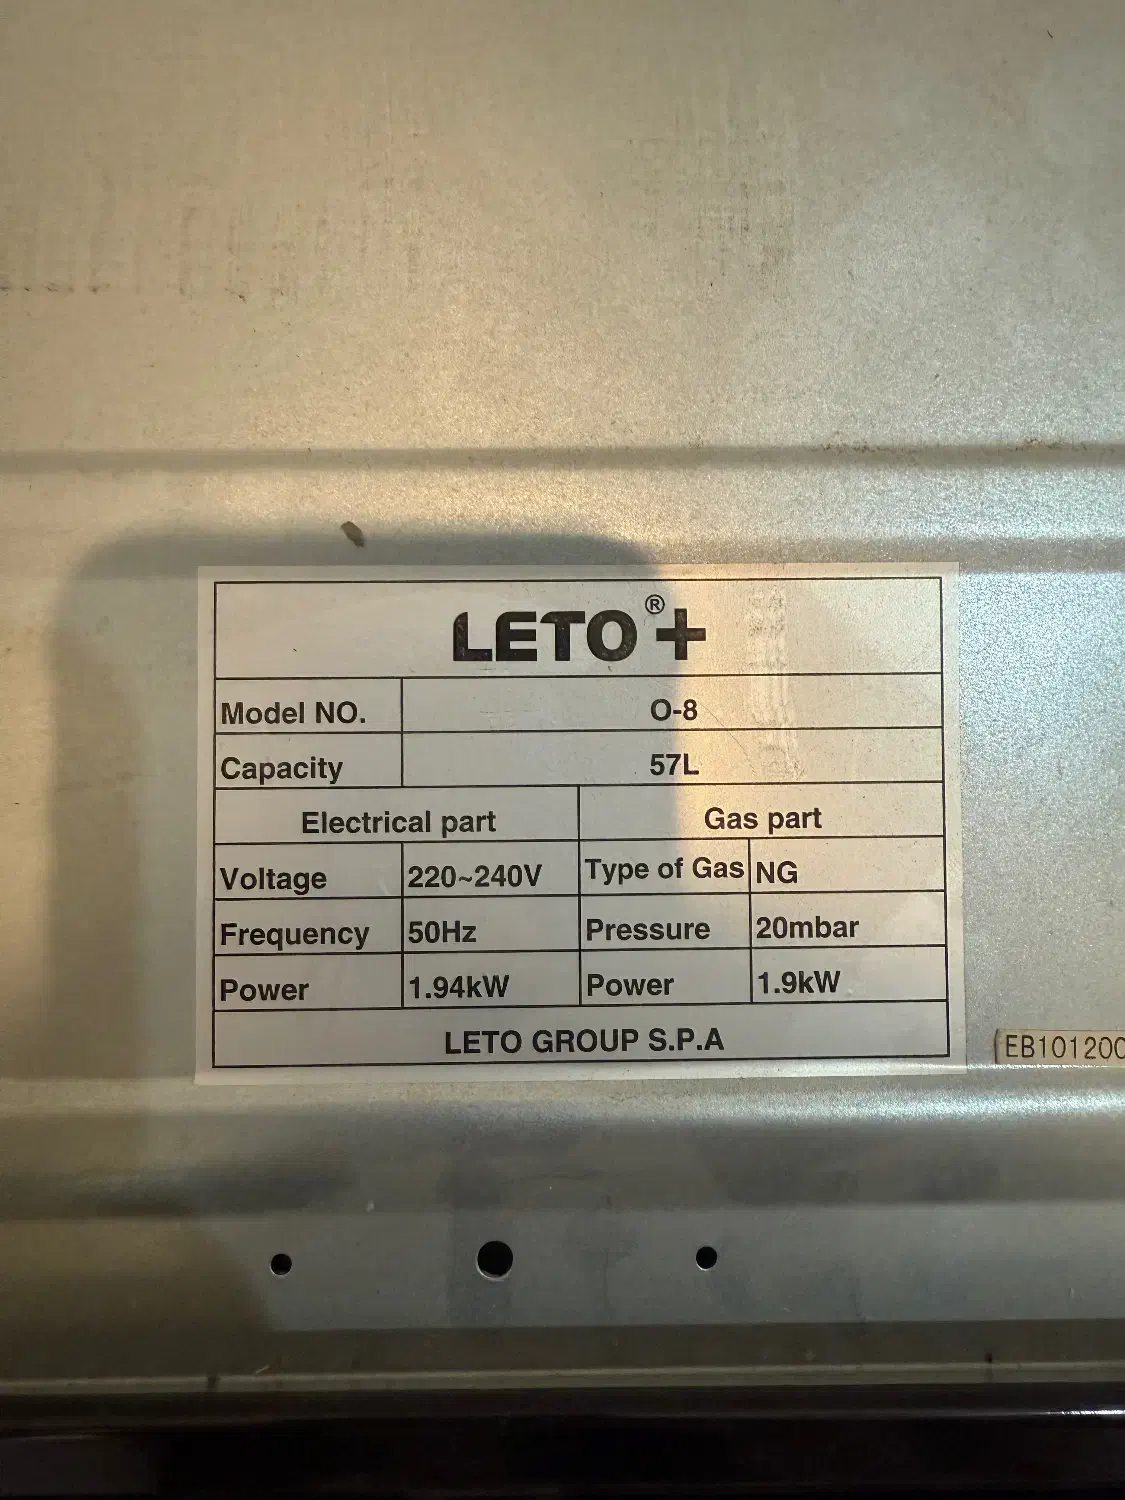 LETO®+
Model NO. O-8
Capacity 57L
Electrical part Gas part
Voltage 220~240V Type of Gas NG
Frequency 50Hz Pressure 20mbar
Power 1.94kW Power 1.9kW
LETO GROUP S.P.A
EB101200